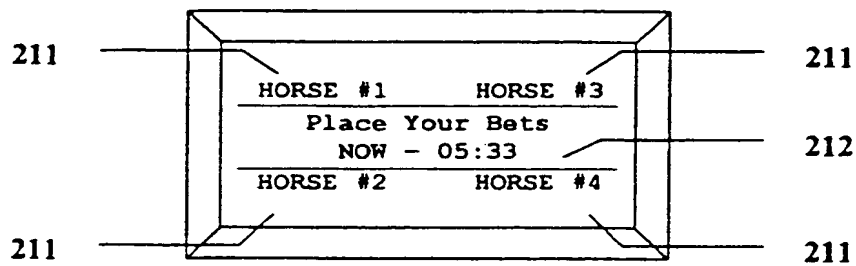 211 211
HORSE #1 HORSE #3
Place Your Bets
NOW - 05:33 212
HORSE #2 HORSE #4
211 211